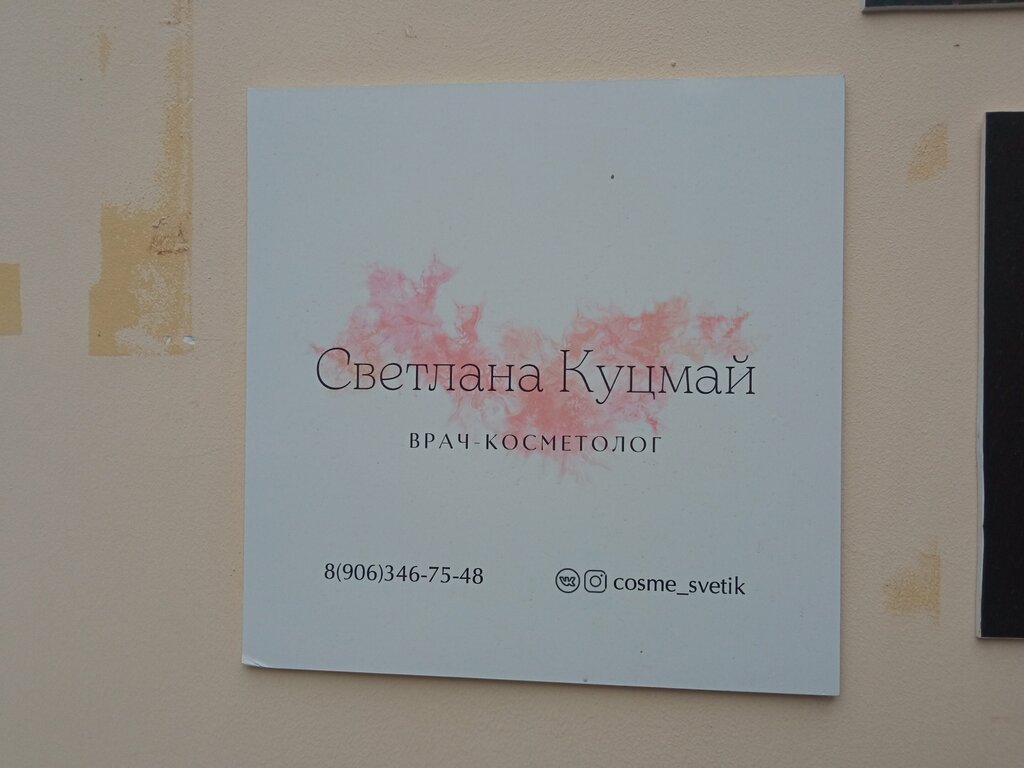 Светлана Куцмай
ВРАЧ-КОСМЕТОЛОГ
8(906)346-75-48
cosme_svetik